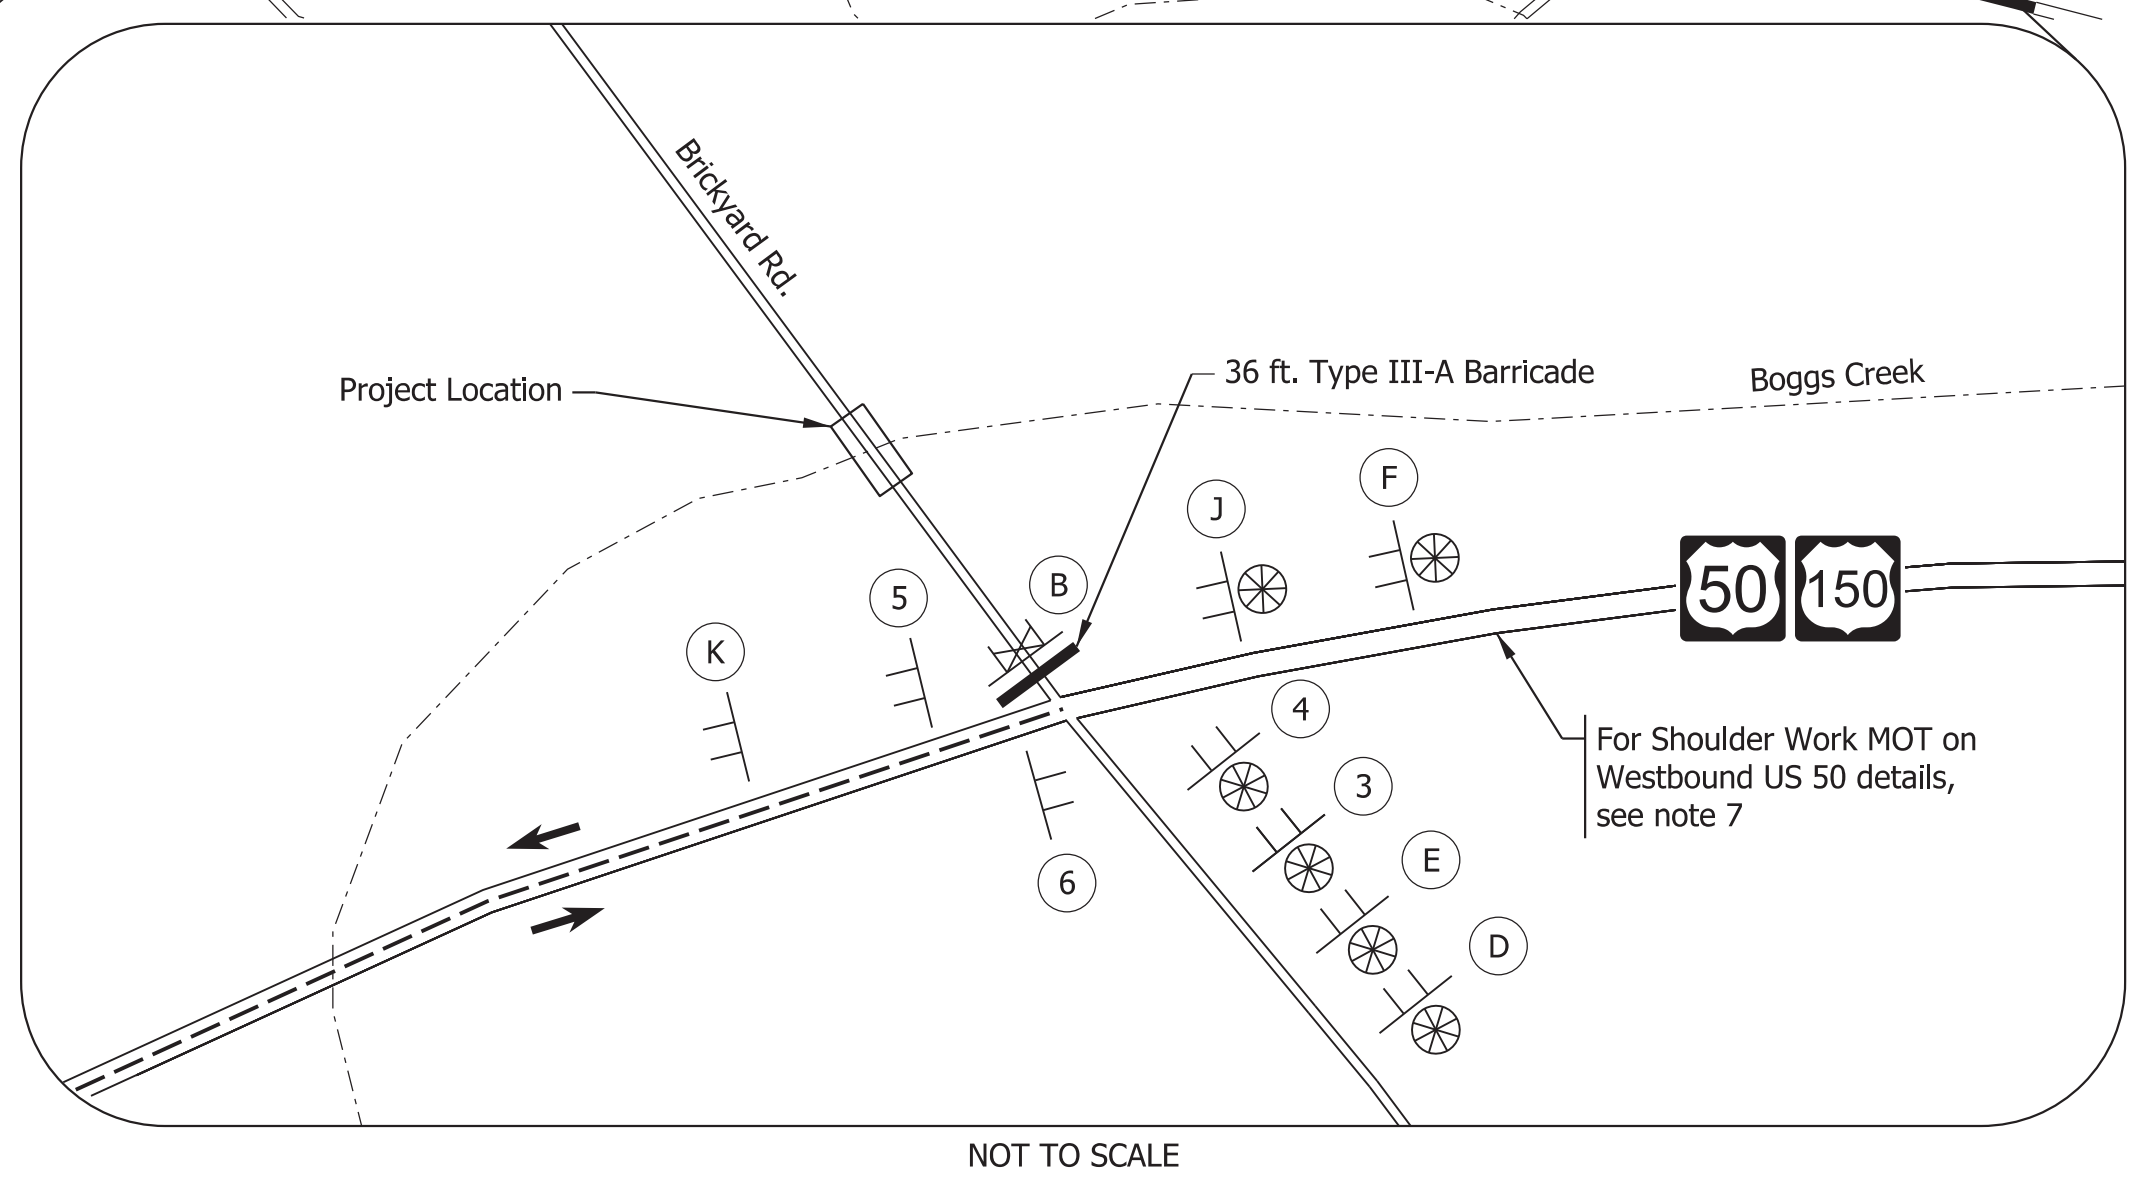 Brickyard Rd.
Project Location
36 ft. Type III-A Barricade
Boggs Creek
F
J
B
5
K
50
150
4
3
E
D
6
For Shoulder Work MOT on
Westbound US 50 details,
see note 7
NOT TO SCALE